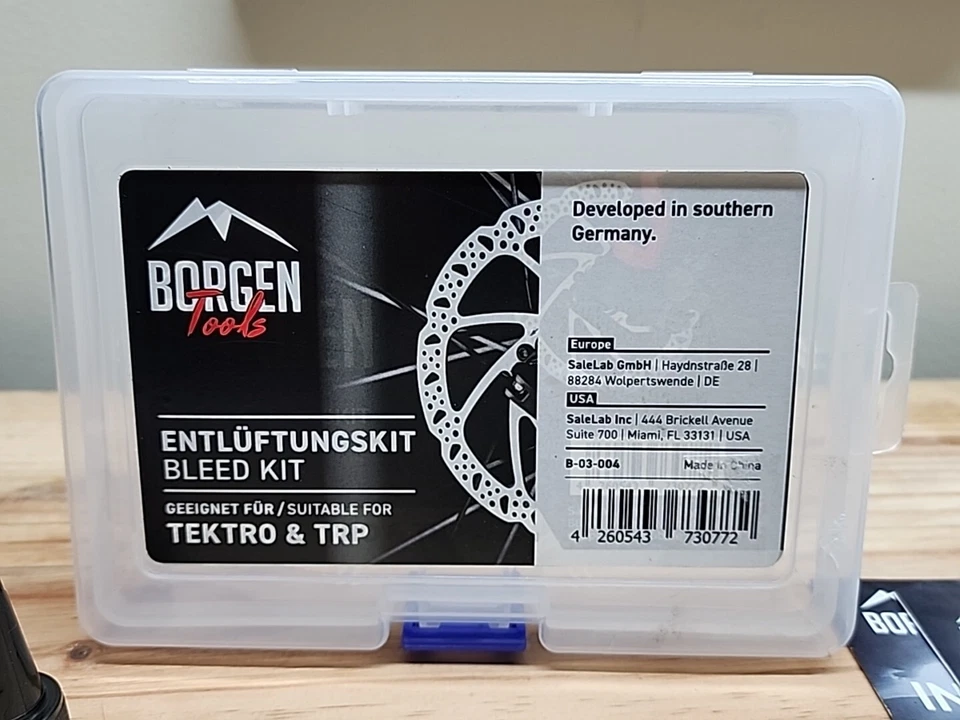 BORGEN
Tools
ENTLÜFTUNGSKIT
BLEED KIT
GEEIGNET FÜR / SUITABLE FOR
TEKTRO & TRP
Developed in southern
Germany.
Europe
SaleLab GmbH | Haydnstraße 28 |
88284 Wolpertswende | DE
USA
SaleLab Inc | 444 Brickell Avenue
Suite 700 | Miami, FL 33131 | USA
B-03-004 Made in China
4 260543 730772
BOR
IN